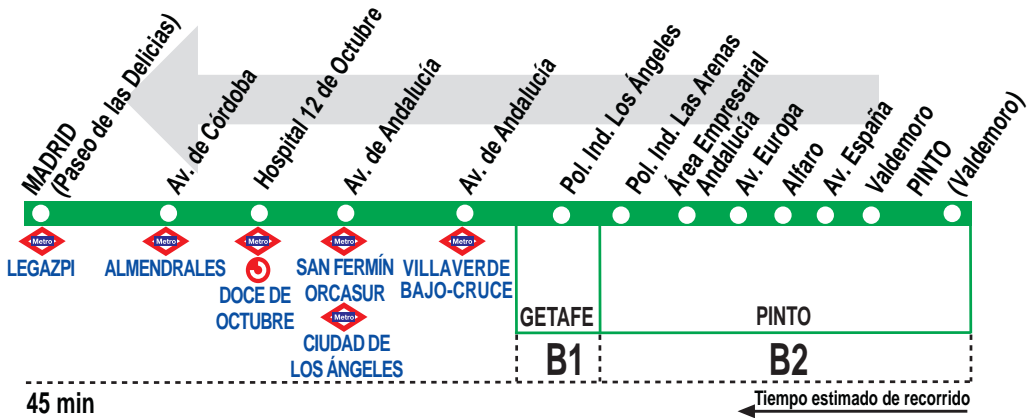 MADRID
(Paseo de las Delicias)
Av. de Córdoba
Hospital 12 de Octubre
Av. de Andalucía
Av. de Andalucía
Pol. Ind. Los Ángeles
Pol. Ind. Las Arenas
Área Empresarial
Andalucía
Av. Europa
Alfaro
Av. España
Valdemoro
PINTO
(Valdemoro)
Metro
Metro
Metro
Metro
Metro
LEGAZPI
ALMENDRALES
DOCE DE
OCTUBRE
SAN FERMÍN
ORCASUR
Metro
CIUDAD DE
LOS ÁNGELES
VILLAVERDE
BAJO-CRUCE
GETAFE
PINTO
B1
B2
45 min
Tiempo estimado de recorrido